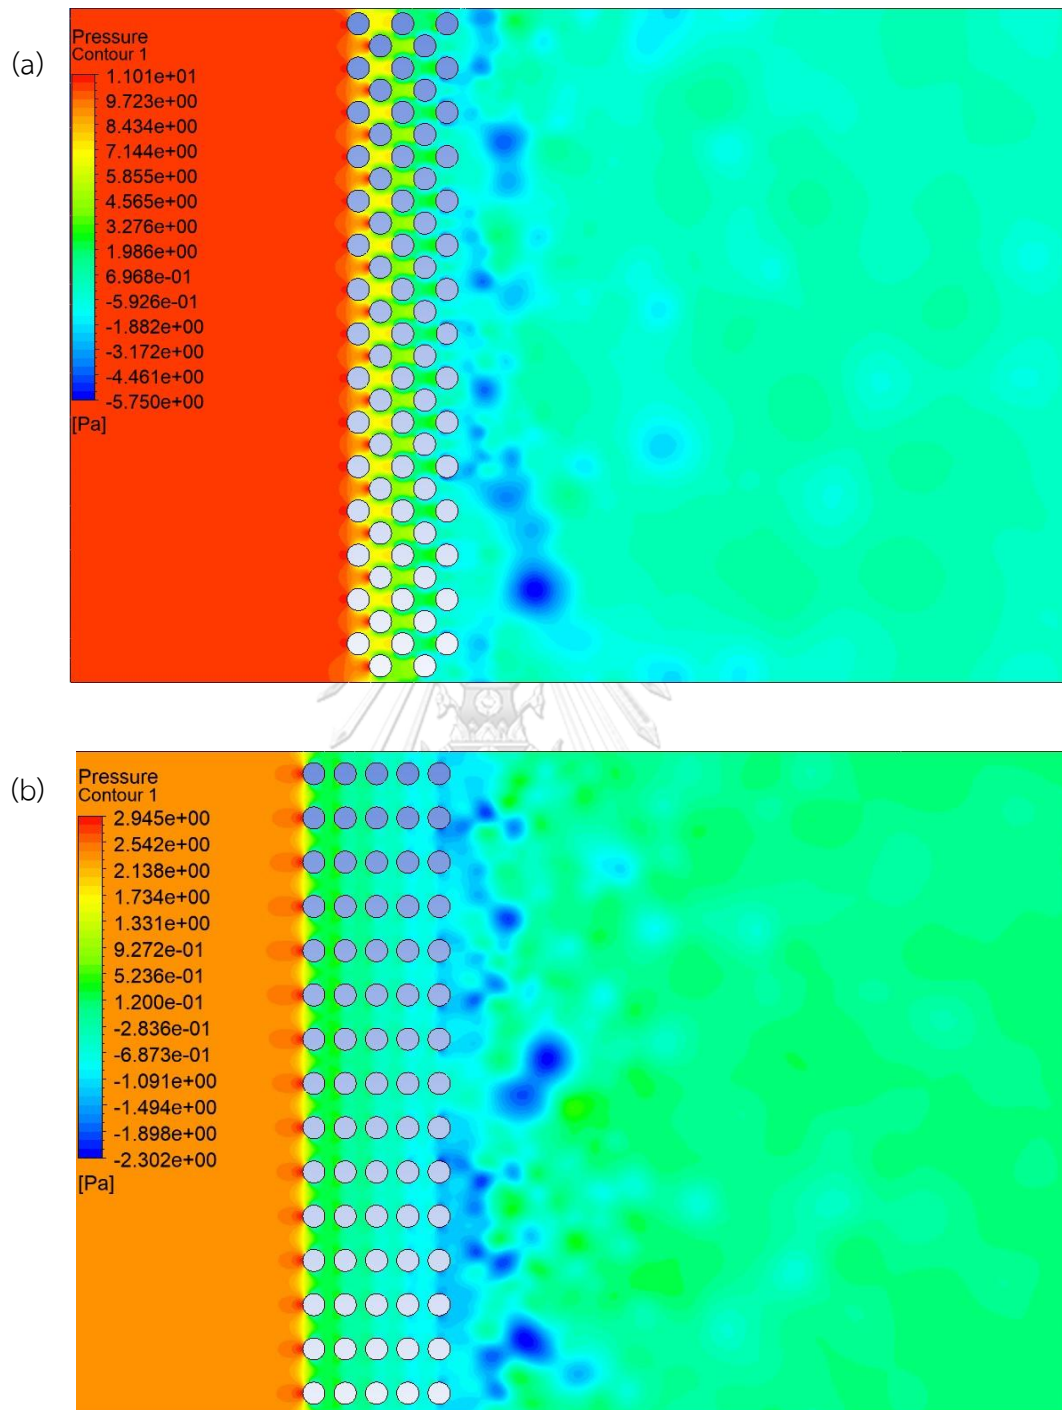 (a)
Pressure
Contour 1
1.101e+01
9.723e+00
8.434e+00
7.144e+00
5.855e+00
4.565e+00
3.276e+00
1.986e+00
6.968e-01
-5.926e-01
-1.882e+00
-3.172e+00
-4.461e+00
-5.750e+00
[Pa]
(b)
Pressure
Contour 1
2.945e+00
2.542e+00
2.138e+00
1.734e+00
1.331e+00
9.272e-01
5.236e-01
1.200e-01
-2.836e-01
-6.873e-01
-1.091e+00
-1.494e+00
-1.898e+00
-2.302e+00
[Pa]